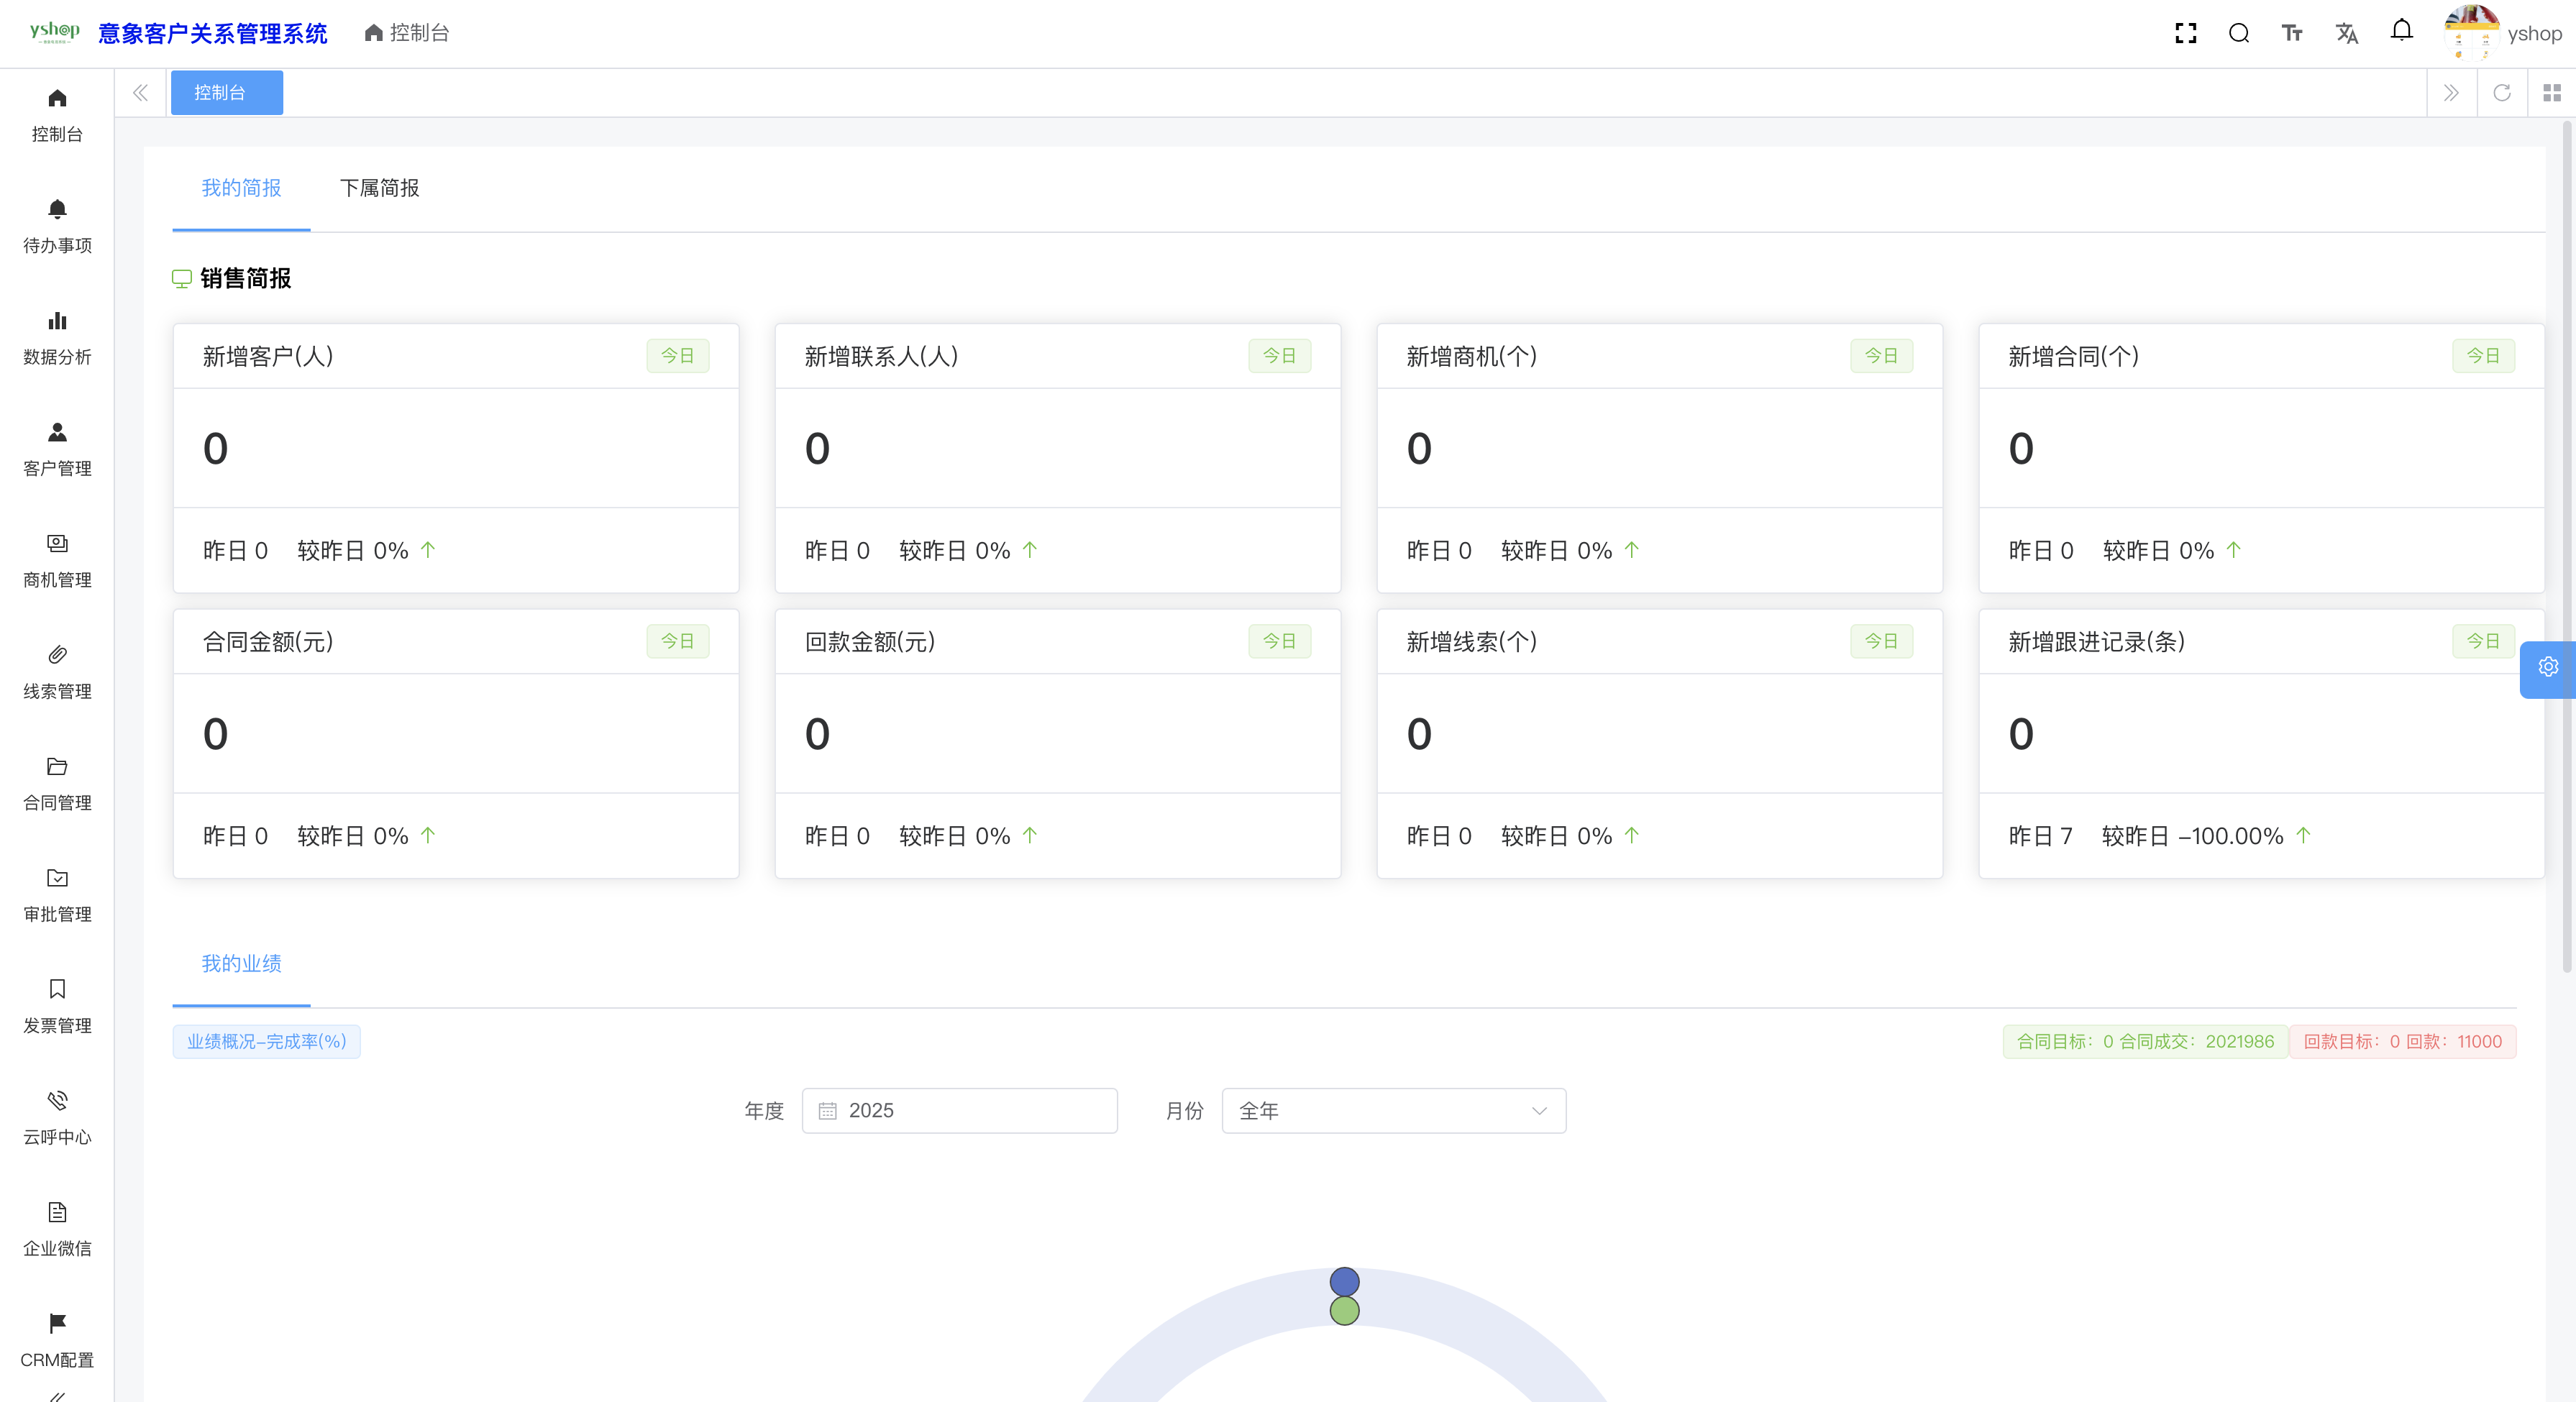 yshop 意象客户关系管理系统 控制台 yshop
控制台
控制台
待办事项
数据分析
客户管理
商机管理
线索管理
合同管理
审批管理
发票管理
云呼中心
企业微信
CRM配置
我的简报 下属简报
销售简报
新增客户(人) 今日
0
昨日 0 较昨日 0%
新增联系人(人) 今日
0
昨日 0 较昨日 0%
新增商机(个) 今日
0
昨日 0 较昨日 0%
新增合同(个) 今日
0
昨日 0 较昨日 0%
合同金额(元) 今日
0
昨日 0 较昨日 0%
回款金额(元) 今日
0
昨日 0 较昨日 0%
新增线索(个) 今日
0
昨日 0 较昨日 0%
新增跟进记录(条) 今日
0
昨日 7 较昨日 -100.00%
我的业绩
业绩概况-完成率(%) 合同目标：0 合同成交：2021986 回款目标：0 回款：11000
年度 2025 月份 全年